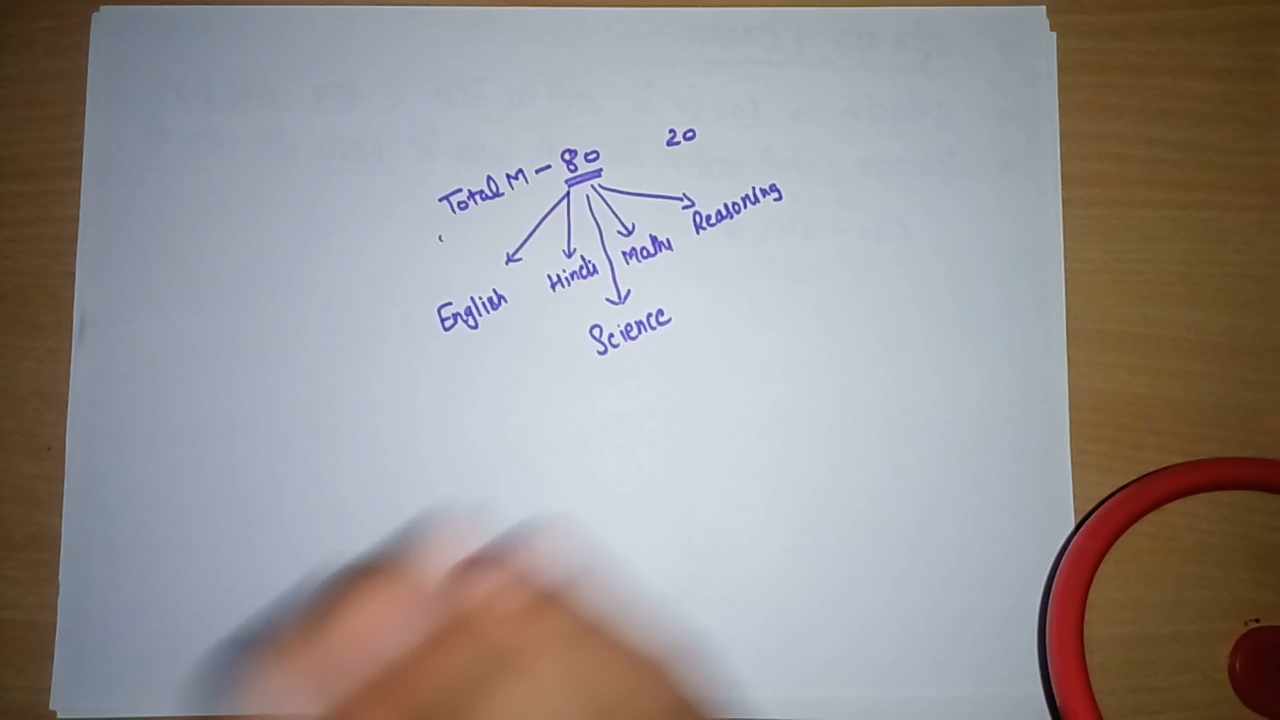 Total M - 80
20
English
Hindi
Maths
Reasoning
Science